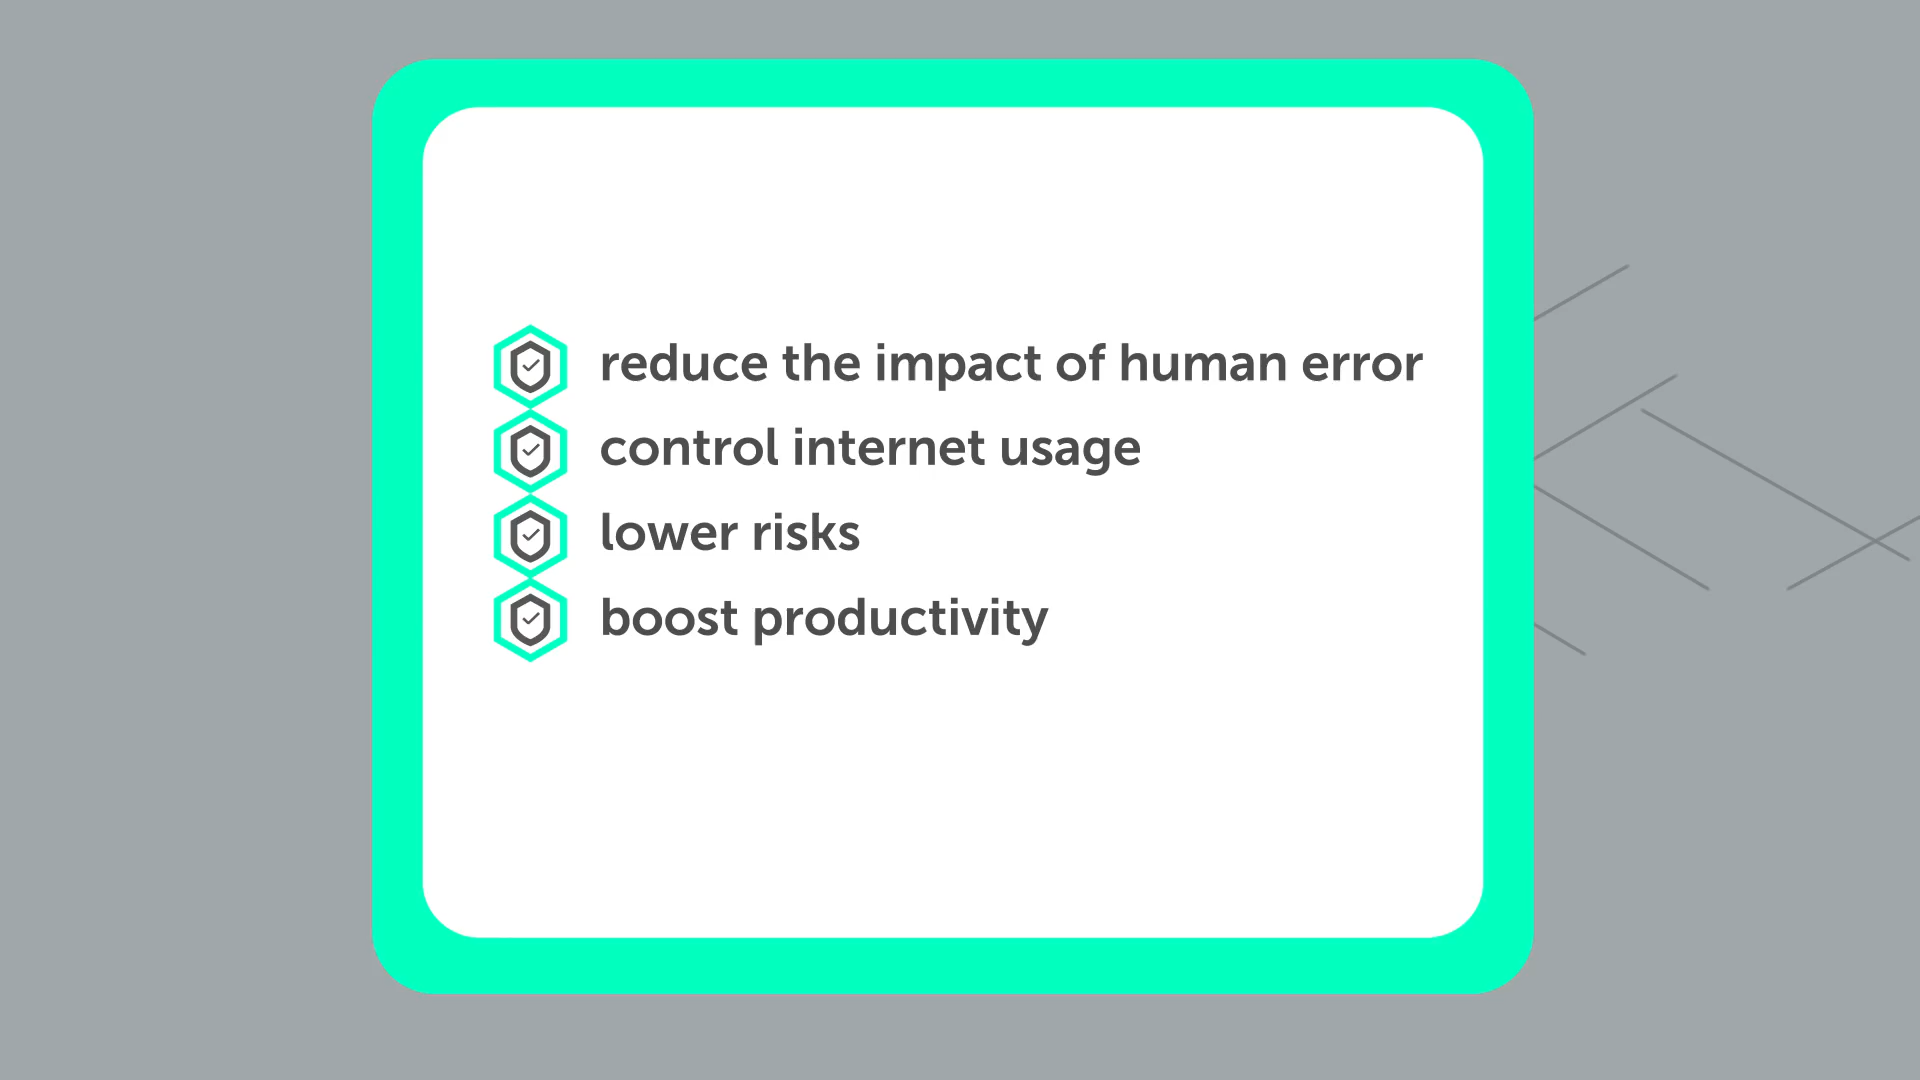 reduce the impact of human error
control internet usage
lower risks
boost productivity